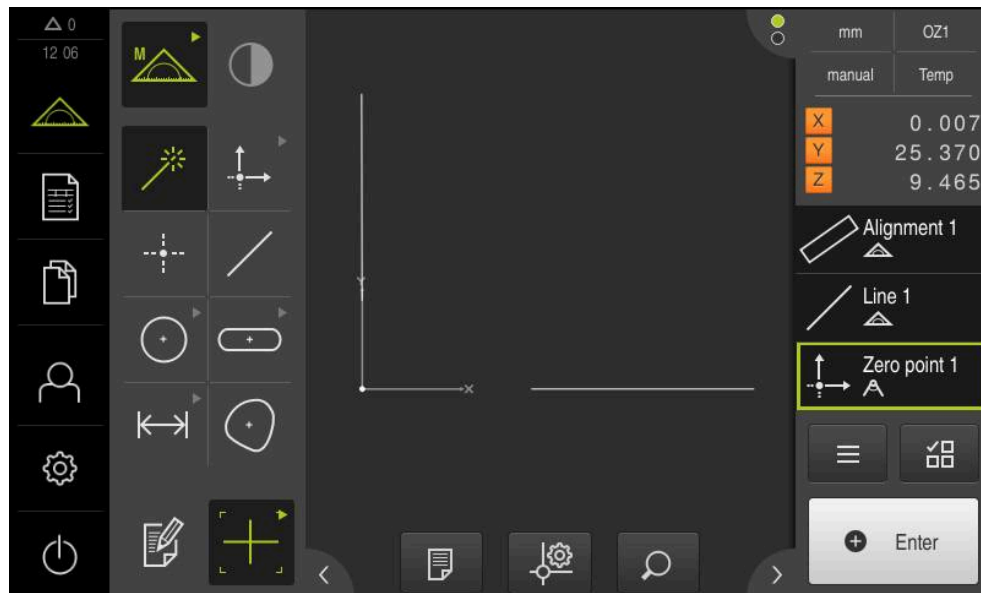 0
12 06
M
mm OZ1
manual Temp
X 0.007
Y 25.370
Z 9.465
Alignment 1
Line 1
Zero point 1
Y
X
Enter